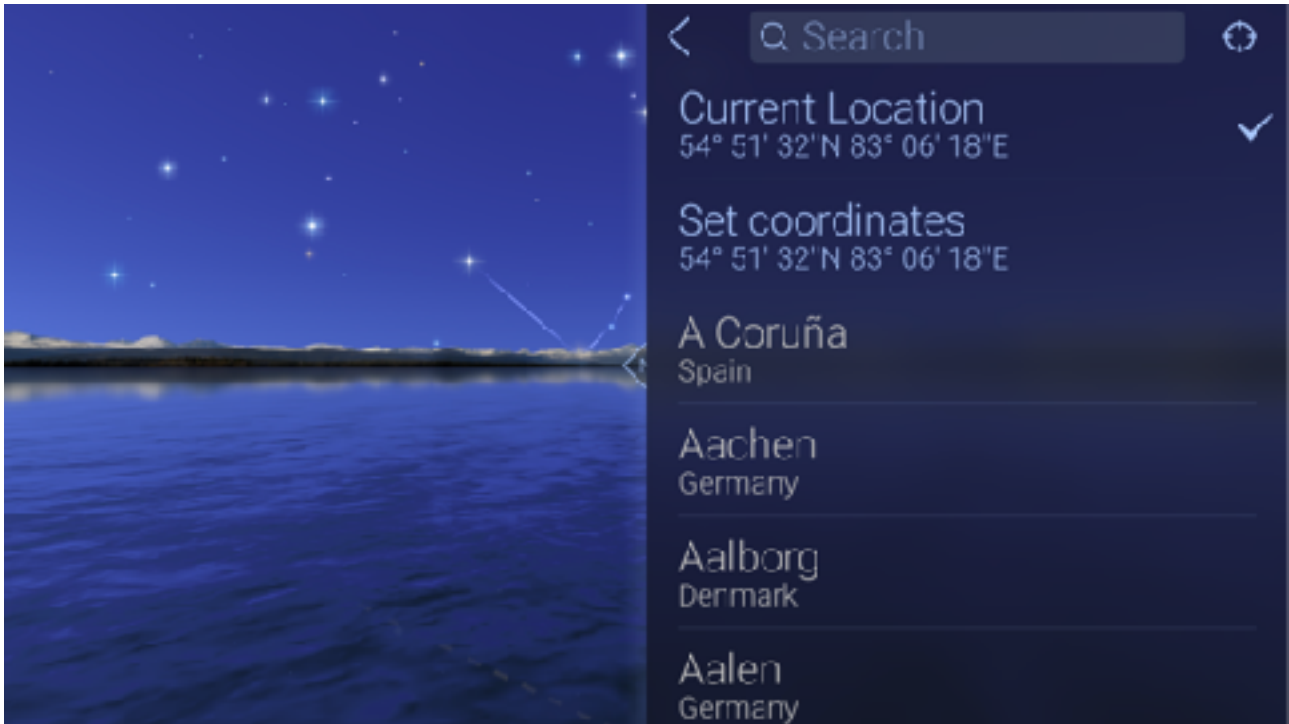 Search
Current Location
54° 51' 32"N 83° 06' 18"E
Set coordinates
54° 51' 32"N 83° 06' 18"E
A Coruña
Spain
Aachen
Germany
Aalborg
Denmark
Aalen
Germany